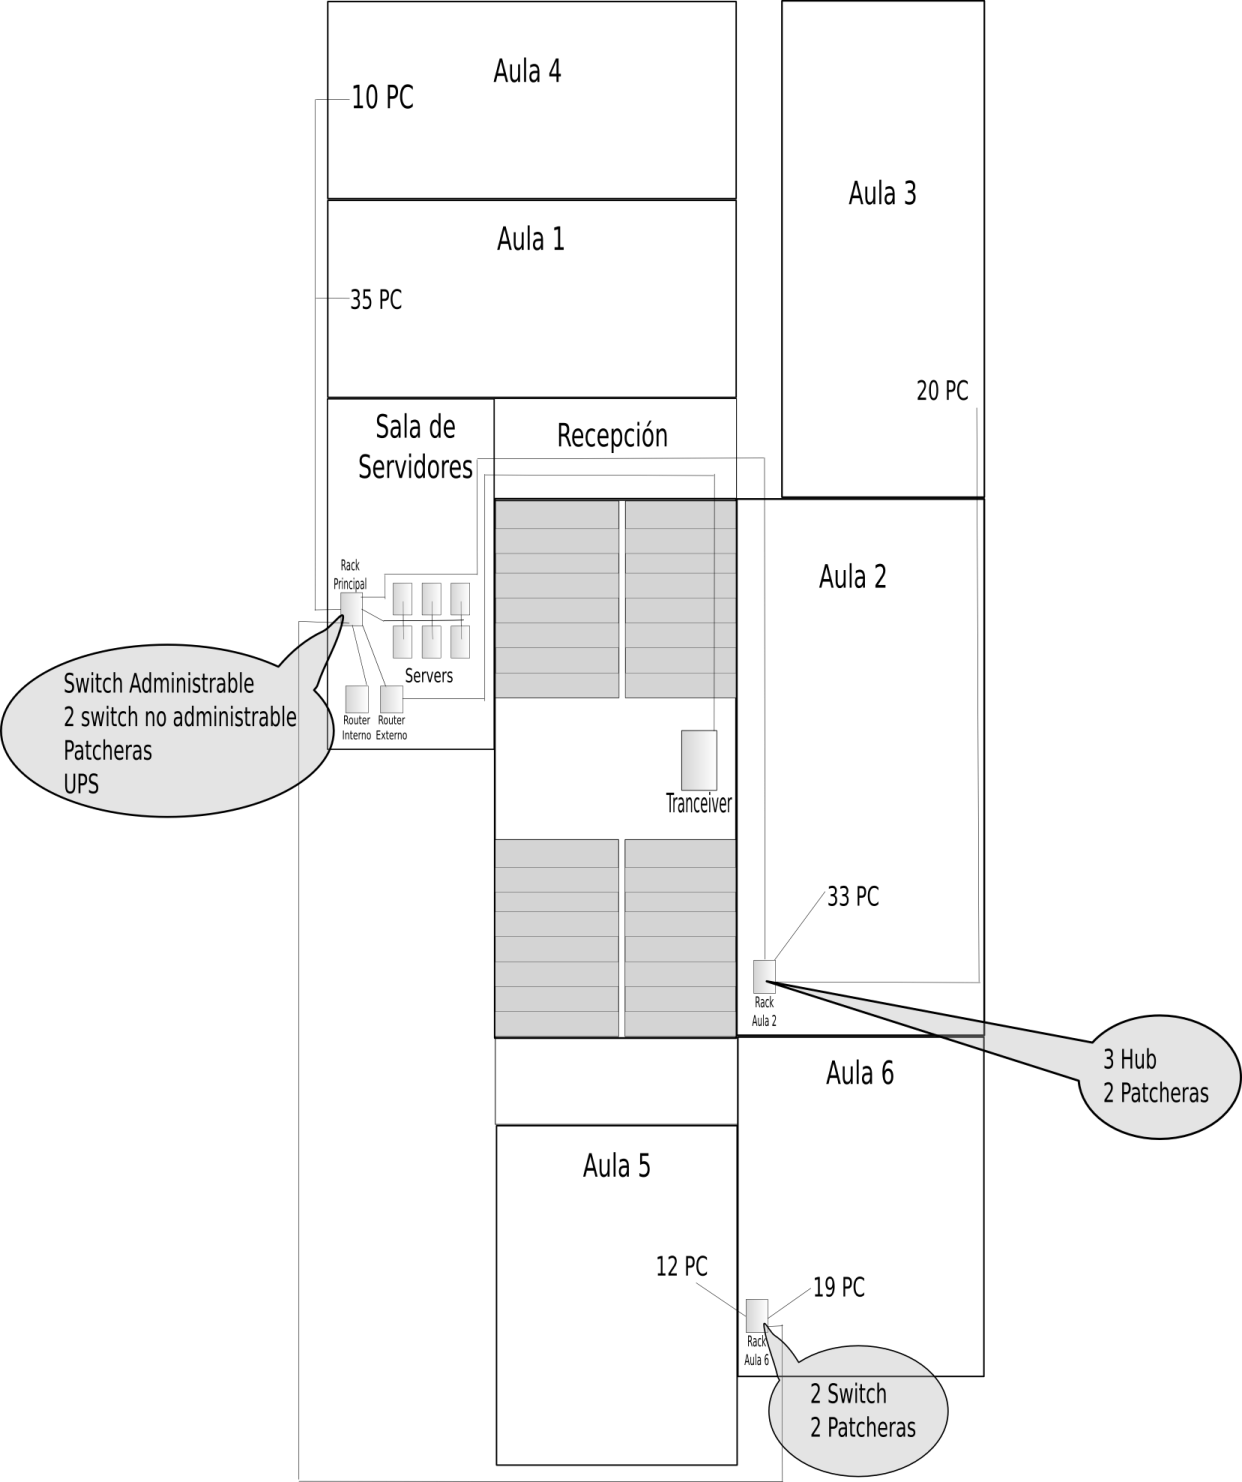 Aula 4
10 PC
Aula 3
Aula 1
35 PC
20 PC
Sala de
Servidores
Recepción
Rack
Principal
Aula 2
Servers
Switch Administrable
2 switch no administrable
Patcheras
UPS
Router
Interno
Router
Externo
Tranceiver
33 PC
Rack
Aula 2
3 Hub
2 Patcheras
Aula 6
Aula 5
12 PC
19 PC
Rack
Aula 6
2 Switch
2 Patcheras